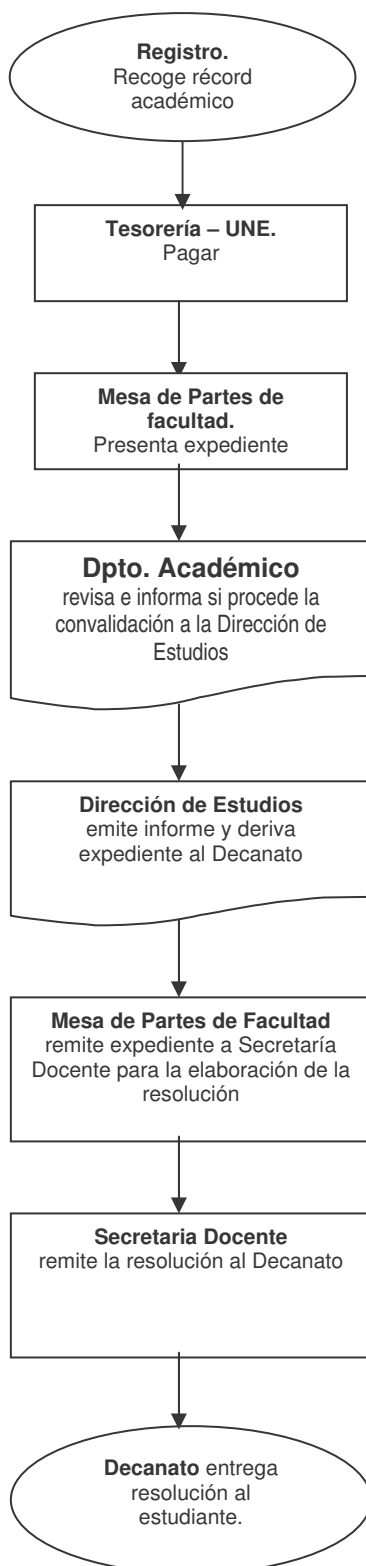 Registro.
Recoge récord
académico
Tesorería – UNE.
Pagar
Mesa de Partes de
facultad.
Presenta expediente
Dpto. Académico
revisa e informa si procede la
convalidación a la Dirección de
Estudios
Dirección de Estudios
emite informe y deriva
expediente al Decanato
Mesa de Partes de Facultad
remite expediente a Secretaría
Docente para la elaboración de la
resolución
Secretaria Docente
remite la resolución al Decanato
Decanato entrega
resolución al
estudiante.